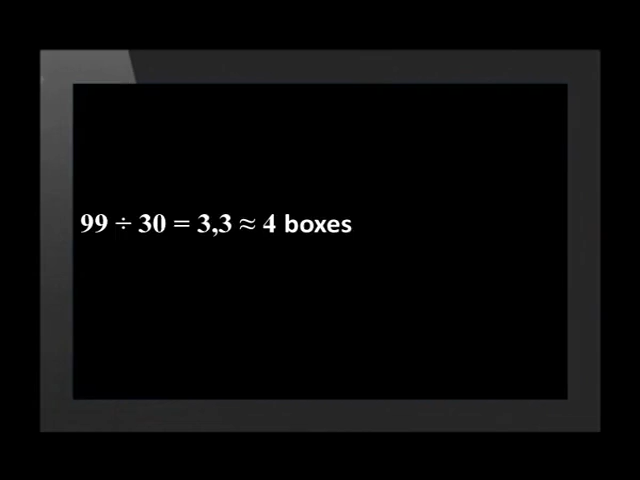 99 ÷ 30 = 3,3 ≈ 4 boxes